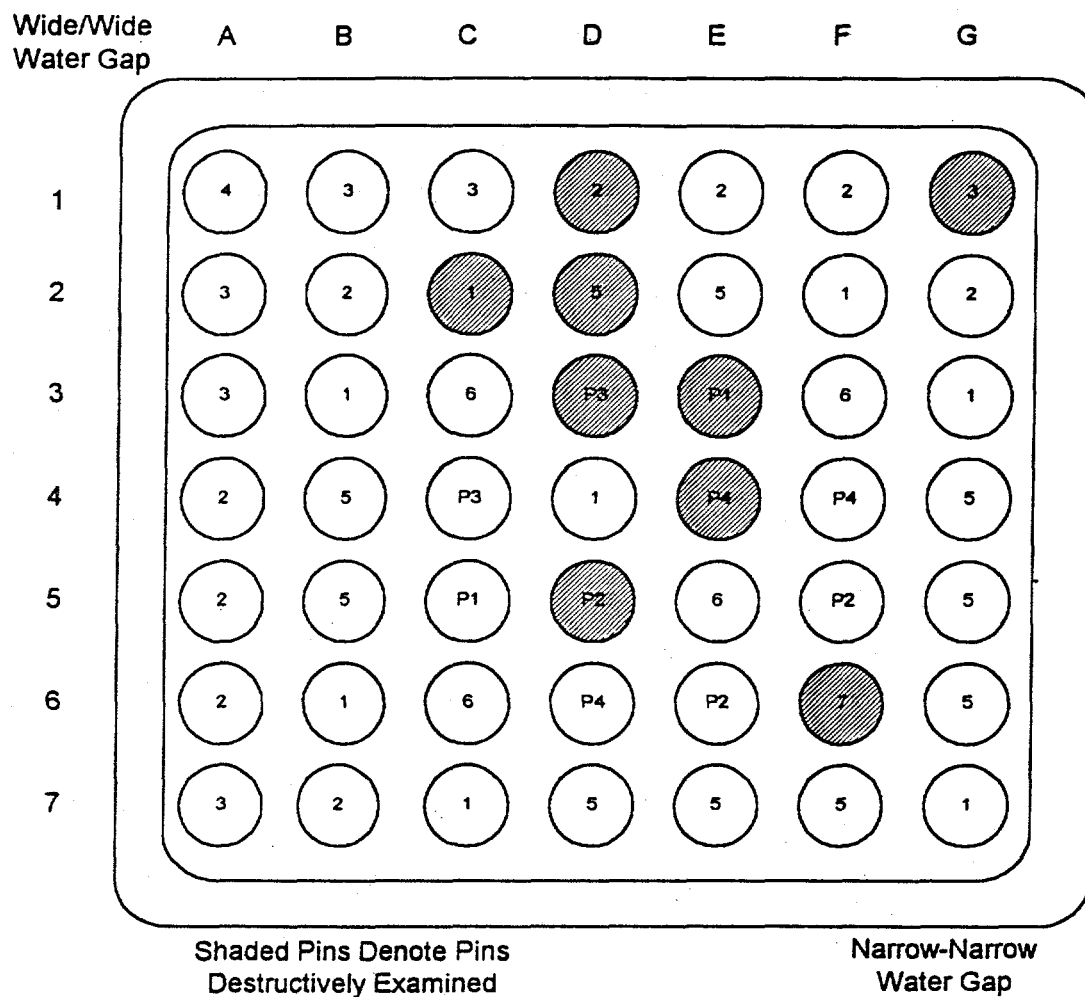 Wide/Wide
Water Gap
A B C D E F G
1 4 3 3 2 2 2 3
2 3 2 1 5 5 1 2
3 3 1 6 P3 P1 6 1
4 2 5 P3 1 P4 P4 5
5 2 5 P1 P2 6 P2 5
6 2 1 6 P4 P2 7 5
7 3 2 1 5 5 5 1
Shaded Pins Denote Pins
Destructively Examined
Narrow-Narrow
Water Gap